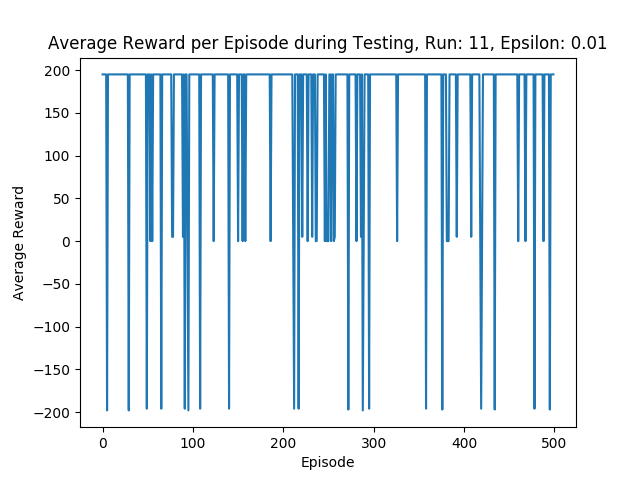 Average Reward per Episode during Testing, Run: 11, Epsilon: 0.01
200
150
100
50
0
−50
−100
−150
−200
Average Reward
0 100 200 300 400 500
Episode